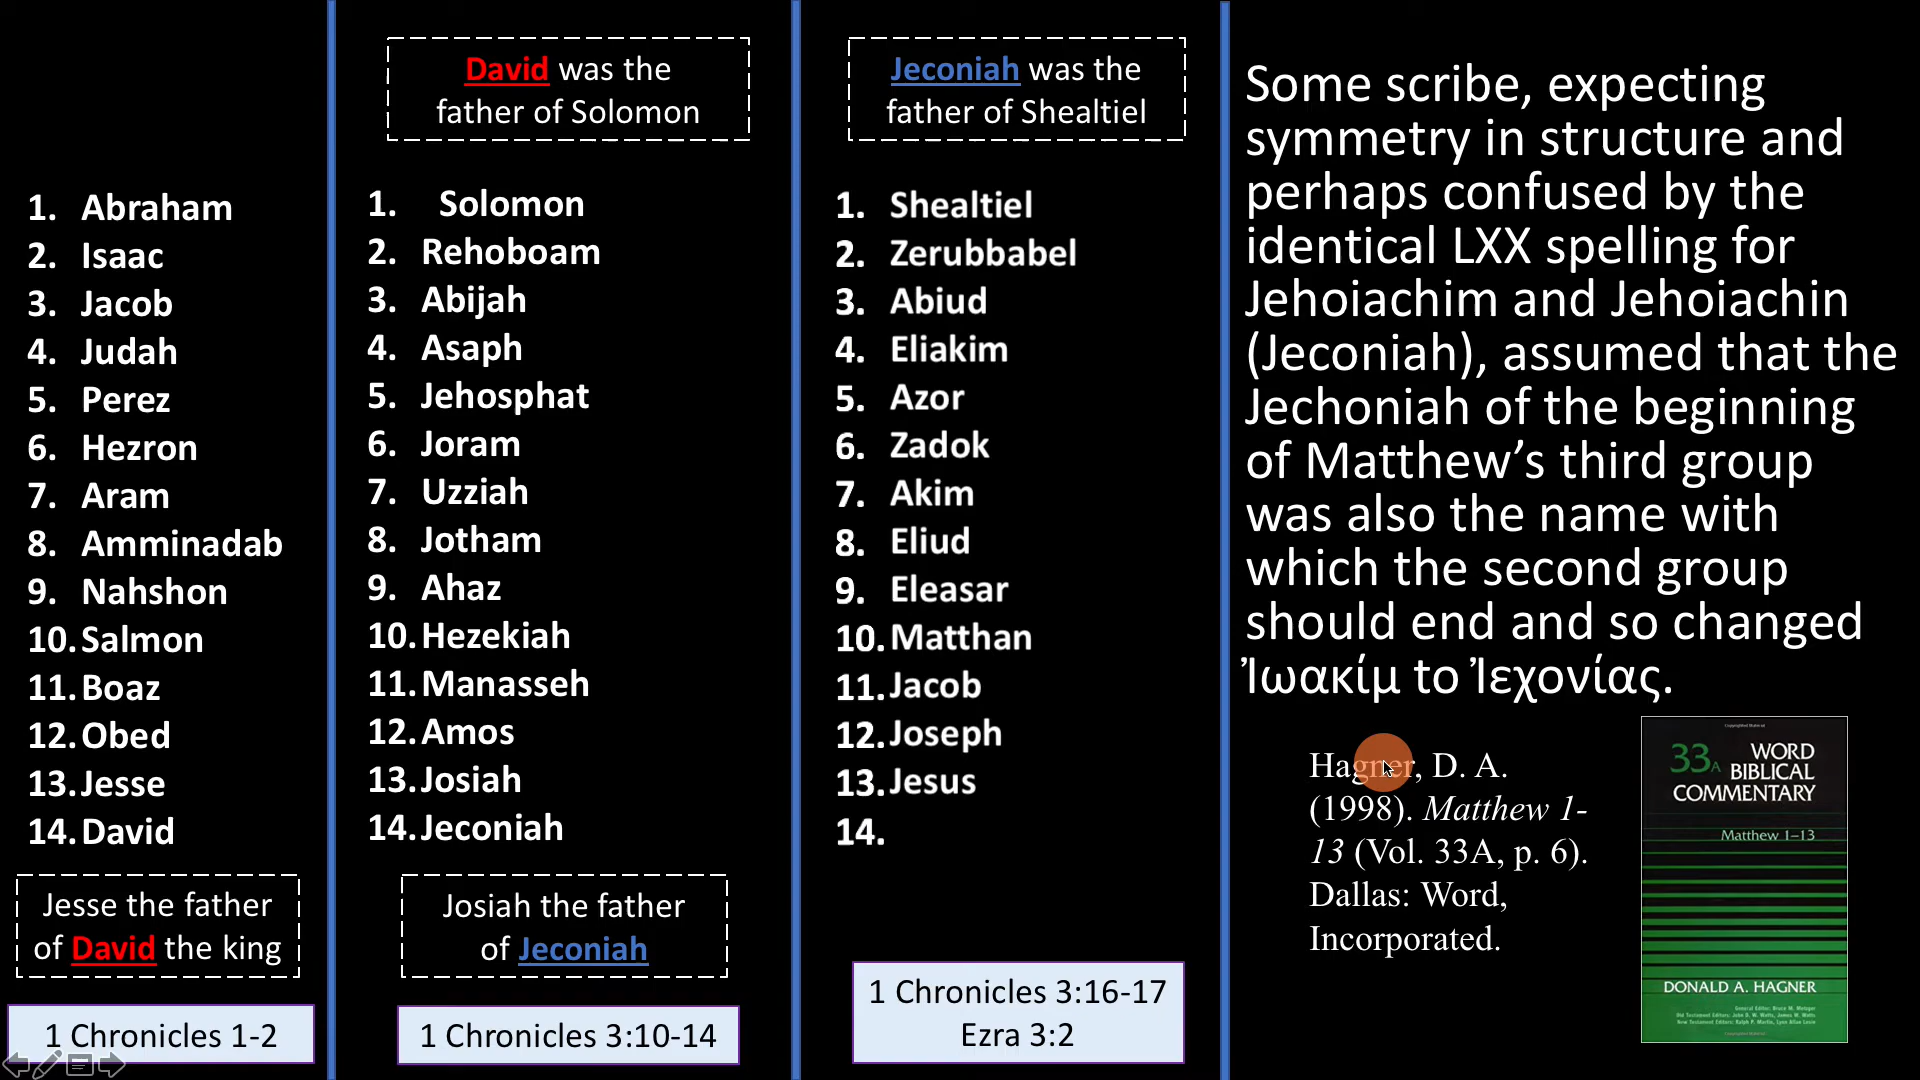 1. Abraham
2. Isaac
3. Jacob
4. Judah
5. Perez
6. Hezron
7. Aram
8. Amminadab
9. Nahshon
10. Salmon
11. Boaz
12. Obed
13. Jesse
14. David
Jesse the father
of David the king
1 Chronicles 1-2
David was the
father of Solomon
1. Solomon
2. Rehoboam
3. Abijah
4. Asaph
5. Jehosphat
6. Joram
7. Uzziah
8. Jotham
9. Ahaz
10. Hezekiah
11. Manasseh
12. Amos
13. Josiah
14. Jeconiah
Josiah the father
of Jeconiah
1 Chronicles 3:10-14
Jeconiah was the
father of Shealtiel
1. Shealtiel
2. Zerubbabel
3. Abiud
4. Eliakim
5. Azor
6. Zadok
7. Akim
8. Eliud
9. Eleasar
10. Matthan
11. Jacob
12. Joseph
13. Jesus
14.
1 Chronicles 3:16-17
Ezra 3:2
Some scribe, expecting
symmetry in structure and
perhaps confused by the
identical LXX spelling for
Jehoiachim and Jehoiachin
(Jeconiah), assumed that the
Jechoniah of the beginning
of Matthew’s third group
was also the name with
which the second group
should end and so changed
Ἰωακίμ to Ἰεχονίας.
Hagner, D. A.
(1998). Matthew 1-
13 (Vol. 33A, p. 6).
Dallas: Word,
Incorporated.
33A WORD
BIBLICAL
COMMENTARY
Matthew 1–13
DONALD A. HAGNER